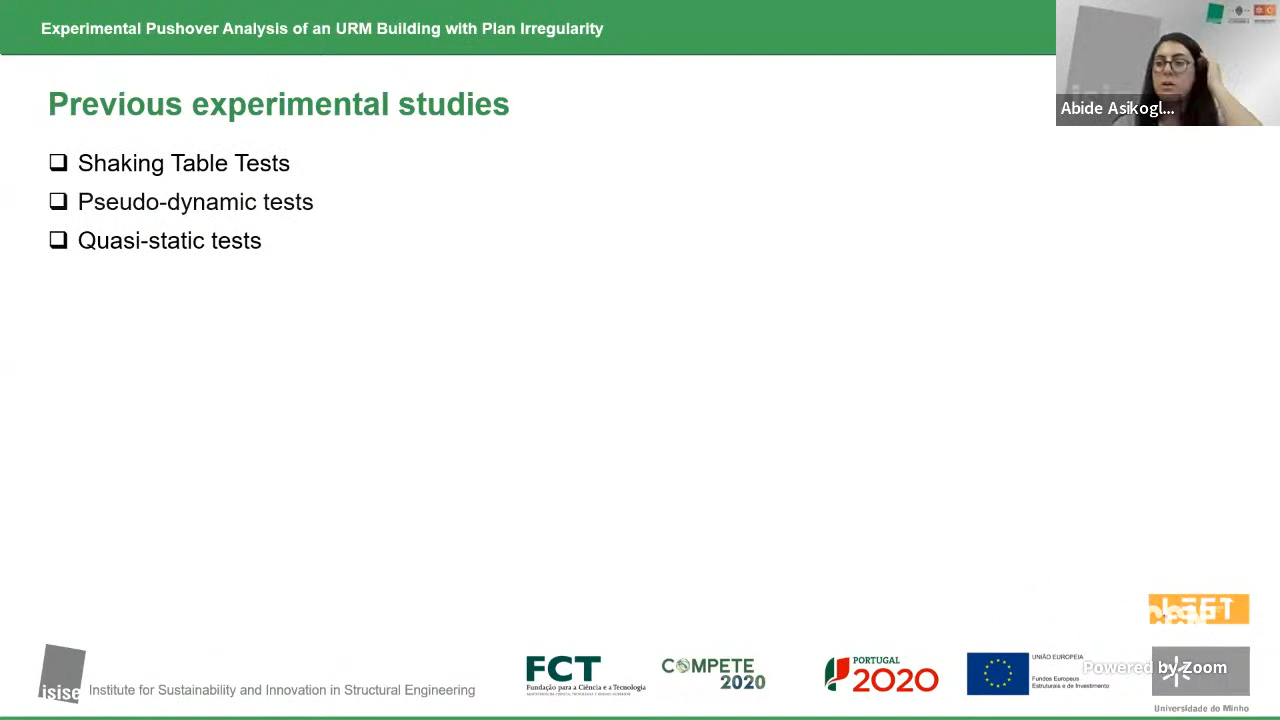 Experimental Pushover Analysis of an URM Building with Plan Irregularity
Abide Asikogl...
Previous experimental studies
❑ Shaking Table Tests
❑ Pseudo-dynamic tests
❑ Quasi-static tests
isise
Institute for Sustainability and Innovation in Structural Engineering
FCT
Fundação para a Ciência e a Tecnologia
COMPETE
2020
PORTUGAL
2020
UNIÃO EUROPEIA
Fundos Europeus
Estruturais e de Investimento
Powered by Zoom
Universidade do Minho